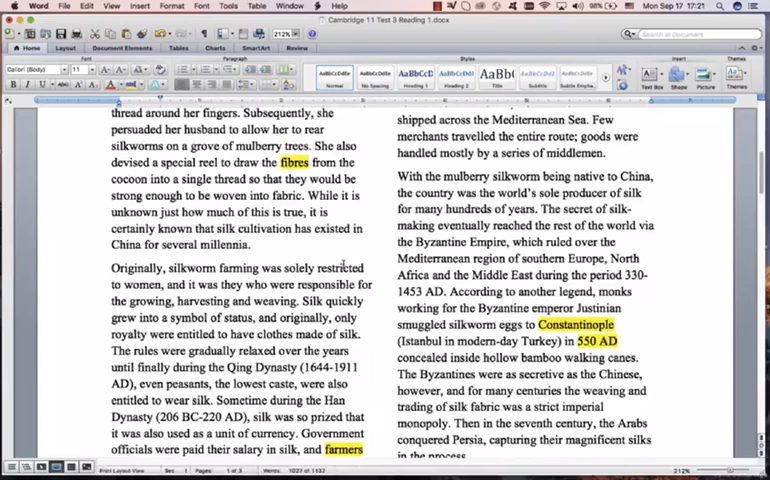 Word File Edit View Insert Format Font Tools Table Window Help
98% Mon Sep 17 17:21
Cambridge 11 Test 3 Reading 1.docx
212%
Search in Document
Home Layout Document Elements Tables Charts SmartArt Review
Font Paragraph Styles Insert Themes
Calibri (Body) 11
AaBbCcDdEe AaBbCcDdEe AaBbCcD AaBbCcDdEe AaBb( AaBbCcDdEe AaBbCcDdEe
Normal No Spacing Heading 1 Heading 2 Title Subtitle Subtle Emph...
Text Box Shape Picture Themes
thread around her fingers. Subsequently, she
persuaded her husband to allow her to rear
silkworms on a grove of mulberry trees. She also
devised a special reel to draw the fibres from the
cocoon into a single thread so that they would be
strong enough to be woven into fabric. While it is
unknown just how much of this is true, it is
certainly known that silk cultivation has existed in
China for several millennia.
Originally, silkworm farming was solely restricted
to women, and it was they who were responsible for
the growing, harvesting and weaving. Silk quickly
grew into a symbol of status, and originally, only
royalty were entitled to have clothes made of silk.
The rules were gradually relaxed over the years
until finally during the Qing Dynasty (1644-1911
AD), even peasants, the lowest caste, were also
entitled to wear silk. Sometime during the Han
Dynasty (206 BC-220 AD), silk was so prized that
it was also used as a unit of currency. Government
officials were paid their salary in silk, and farmers
shipped across the Mediterranean Sea. Few
merchants travelled the entire route; goods were
handled mostly by a series of middlemen.
With the mulberry silkworm being native to China,
the country was the world's sole producer of silk
for many hundreds of years. The secret of silk-
making eventually reached the rest of the world via
the Byzantine Empire, which ruled over the
Mediterranean region of southern Europe, North
Africa and the Middle East during the period 330-
1453 AD. According to another legend, monks
working for the Byzantine emperor Justinian
smuggled silkworm eggs to Constantinople
(Istanbul in modern-day Turkey) in 550 AD
concealed inside hollow bamboo walking canes.
The Byzantines were as secretive as the Chinese,
however, and for many centuries the weaving and
trading of silk fabric was a strict imperial
monopoly. Then in the seventh century, the Arabs
conquered Persia, capturing their magnificent silks
in the process.
Print Layout View Sec 1 Pages: 1 of 3 Words: 212%